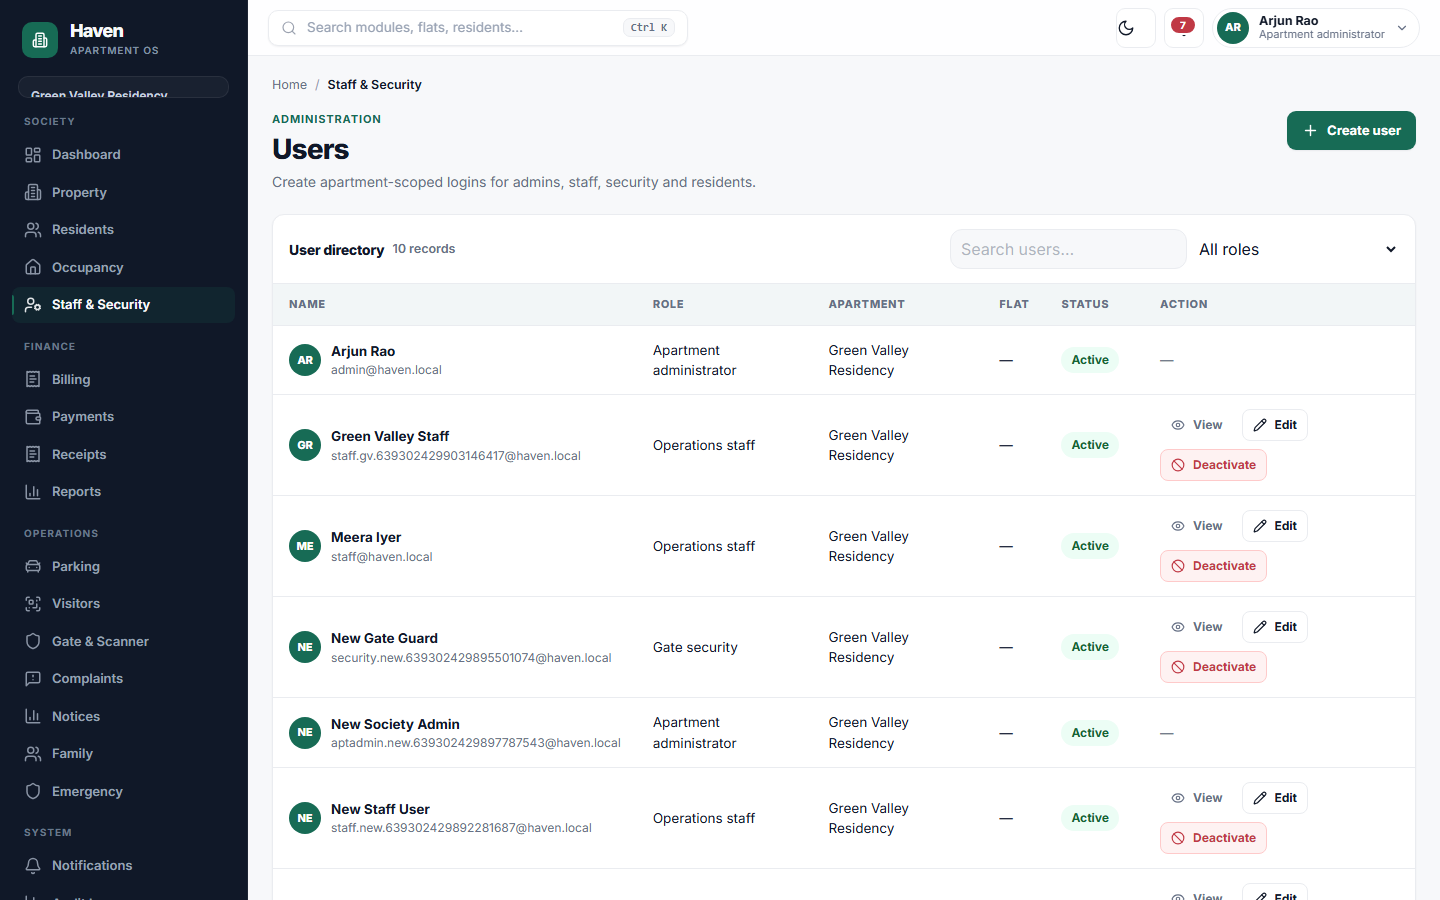 Haven
APARTMENT OS
Green Valley Residency
SOCIETY
Dashboard
Property
Residents
Occupancy
Staff & Security
FINANCE
Billing
Payments
Receipts
Reports
OPERATIONS
Parking
Visitors
Gate & Scanner
Complaints
Notices
Family
Emergency
SYSTEM
Notifications
Search modules, flats, residents...
Ctrl K
7
AR
Arjun Rao
Apartment administrator
Home / Staff & Security
ADMINISTRATION
Users
Create apartment-scoped logins for admins, staff, security and residents.
Create user
User directory 10 records
Search users...
All roles
NAME ROLE APARTMENT FLAT STATUS ACTION
AR
Arjun Rao
admin@haven.local
Apartment
administrator
Green Valley
Residency
—
Active
—
GR
Green Valley Staff
staff.gv.639302429903146417@haven.local
Operations staff
Green Valley
Residency
—
Active
View
Edit
Deactivate
ME
Meera Iyer
staff@haven.local
Operations staff
Green Valley
Residency
—
Active
View
Edit
Deactivate
NE
New Gate Guard
security.new.639302429895501074@haven.local
Gate security
Green Valley
Residency
—
Active
View
Edit
Deactivate
NE
New Society Admin
aptadmin.new.639302429897787543@haven.local
Apartment
administrator
Green Valley
Residency
—
Active
—
NE
New Staff User
staff.new.639302429892281687@haven.local
Operations staff
Green Valley
Residency
—
Active
View
Edit
Deactivate
View
Edit